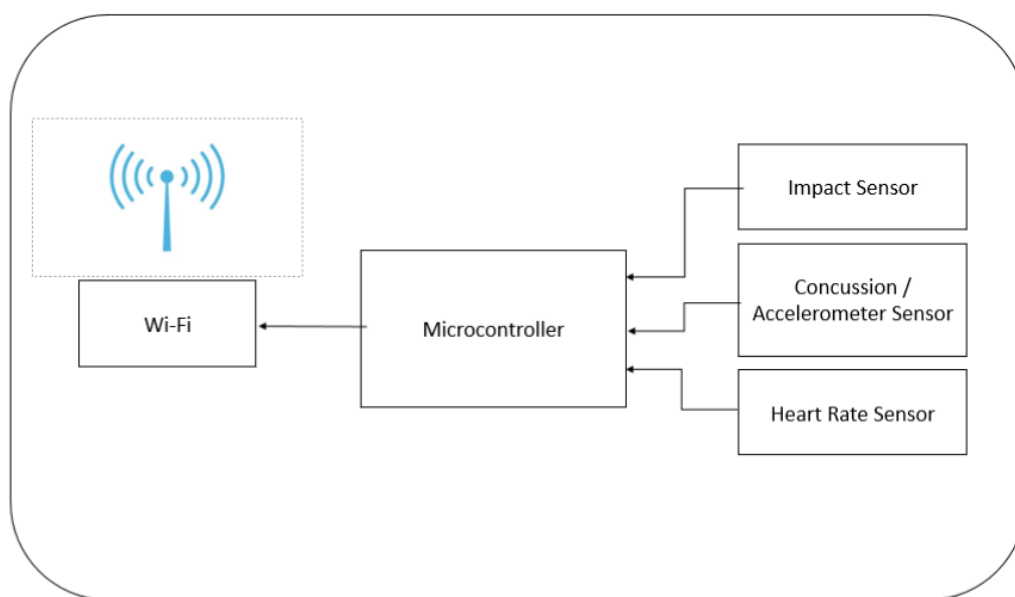 Impact Sensor
Concussion /
Accelerometer Sensor
Wi-Fi
Microcontroller
Heart Rate Sensor